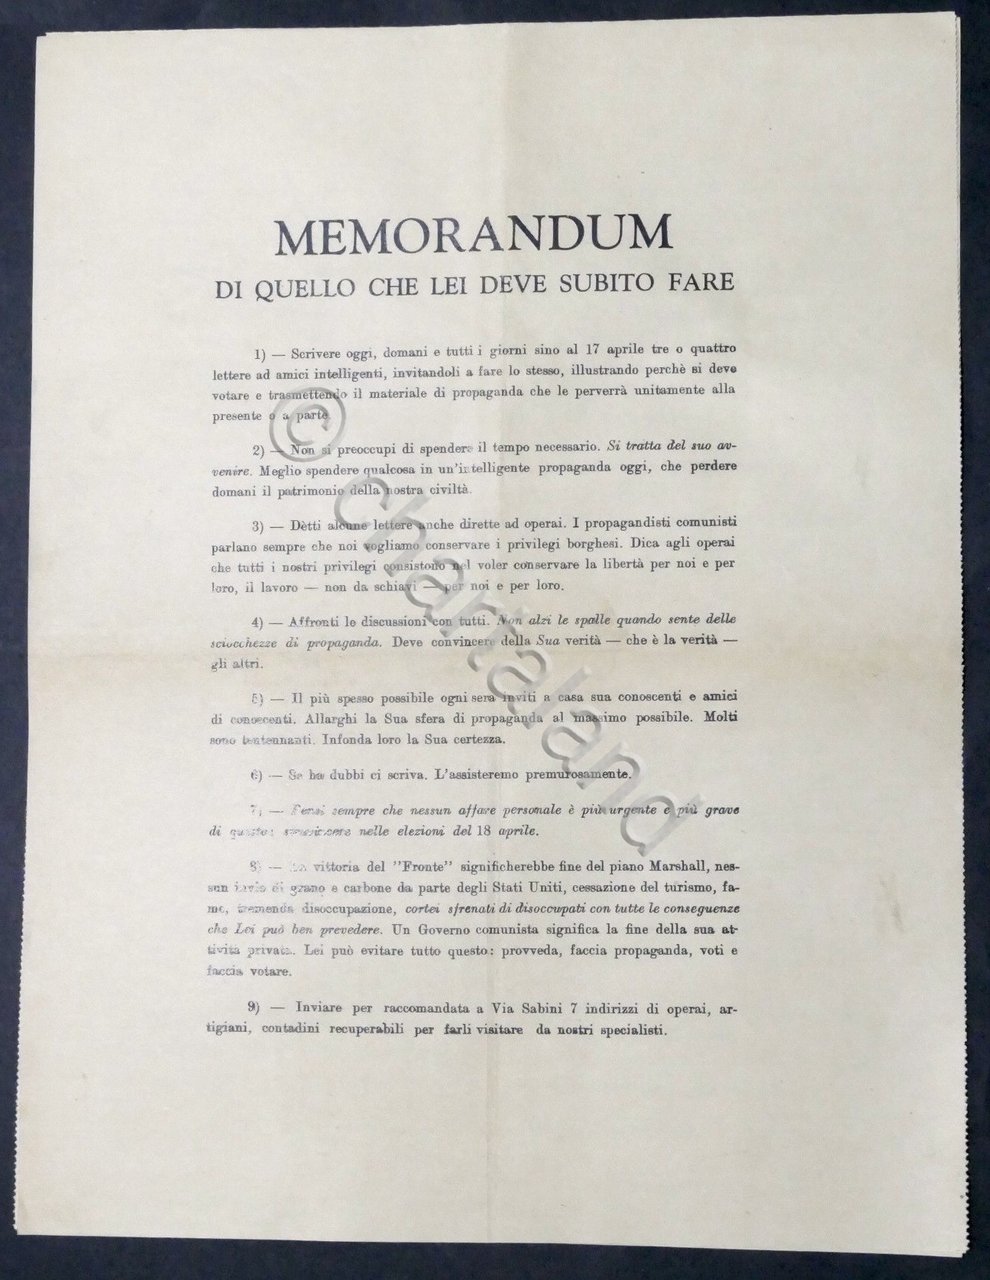 MEMORANDUM
DI QUELLO CHE LEI DEVE SUBITO FARE
1) — Scrivere oggi, domani e tutti i giorni sino al 17 aprile tre o quattro
lettere ad amici intelligenti, invitandoli a fare lo stesso, illustrando perchè si deve
votare e trasmettendo il materiale di propaganda che le perverrà unitamente alla
presente o a parte.
2) — Non si preoccupi di spendere il tempo necessario. Si tratta del suo av-
venire. Meglio spendere qualcosa in un'intelligente propaganda oggi, che perdere
domani il patrimonio della nostra civiltà.
3) — Dètti alcune lettere anche dirette ad operai. I propagandisti comunisti
parlano sempre che noi vogliamo conservare i privilegi borghesi. Dica agli operai
che tutti i nostri privilegi consistono nel voler conservare la libertà per noi e per
loro, il lavoro — non da schiavi — per noi e per loro.
4) — Affronti le discussioni con tutti. Non alzi le spalle quando sente delle
sciocchezze di propaganda. Deve convincere della Sua verità — che è la verità —
gli altri.
5) — Il più spesso possibile ogni sera inviti a casa sua conoscenti e amici
di conoscenti. Allarghi la Sua sfera di propaganda al massimo possibile. Molti
sono tentennanti. Infonda loro la Sua certezza.
6) — Se ha dubbi ci scriva. L'assisteremo premurosamente.
7) — Pensi sempre che nessun affare personale è più urgente e più grave
di questo: nelle elezioni del 18 aprile.
8) — La vittoria del "Fronte" significherebbe fine del piano Marshall, nes-
sun invio di grano e carbone da parte degli Stati Uniti, cessazione del turismo, fa-
me, tremenda disoccupazione, cortei sfrenati di disoccupati con tutte le conseguenze
che Lei può ben prevedere. Un Governo comunista significa la fine della sua at-
tività privata. Lei può evitare tutto questo: provveda, faccia propaganda, voti e
faccia votare.
9) — Inviare per raccomandata a Via Sabini 7 indirizzi di operai, ar-
tigiani, contadini recuperabili per farli visitare da nostri specialisti.
© chartaland